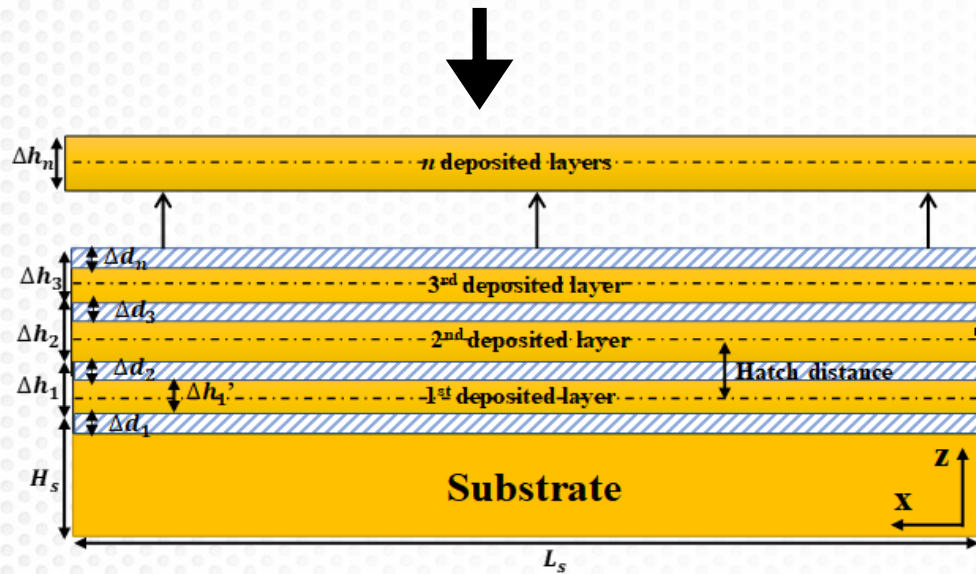 Δhₙ
n deposited layers
Δdₙ
Δh₃
3ʳᵈ deposited layer
Δd₃
Δh₂
2ⁿᵈ deposited layer
Δd₂
Hatch distance
Δh₁
Δh₁’
1ˢᵗ deposited layer
Δd₁
Hₛ
Substrate
z
x
Lₛ